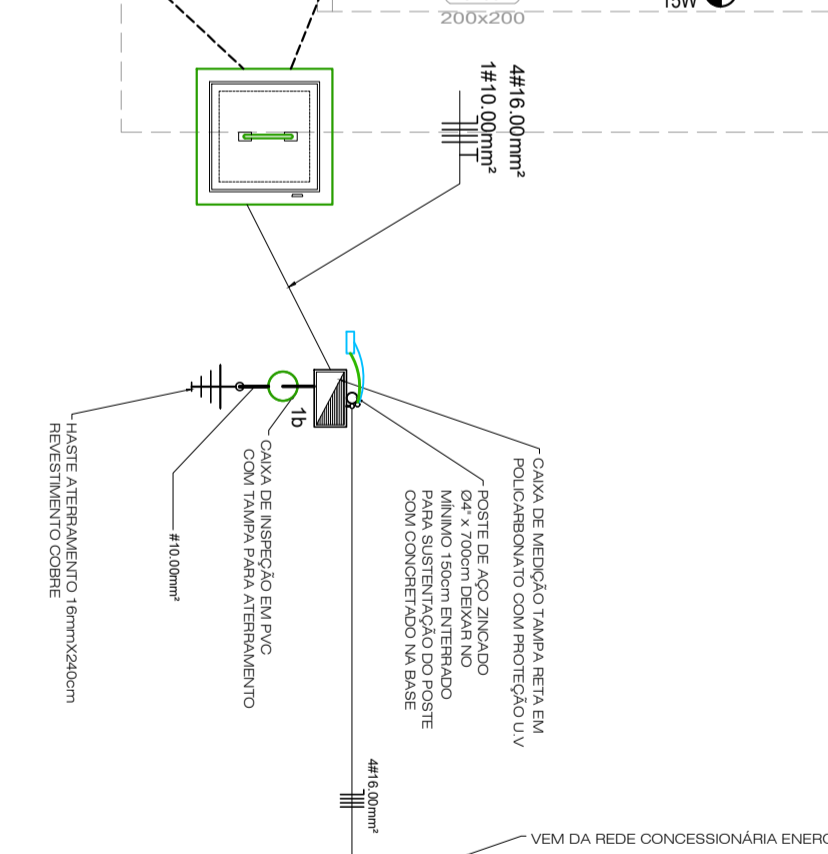 15W
200x200
4#16.00mm²
1#10.00mm²
1b
CAIXA DE MEDIÇÃO TAMPA RETA EM
POLICARBONATO COM PROTEÇÃO U.V
POSTE DE AÇO ZINCADO
Ø4" x 700cm DEIXAR NO
MÍNIMO 150cm ENTERRADO
PARA SUSTENTAÇÃO DO POSTE
COM CONCRETADO NA BASE
CAIXA DE INSPEÇÃO EM PVC
COM TAMPA PARA ATERRAMENTO
#10.00mm²
HASTE ATERRAMENTO 16mmX240cm
REVESTIMENTO COBRE
4#16.00mm²
VEM DA REDE CONCESSIONÁRIA